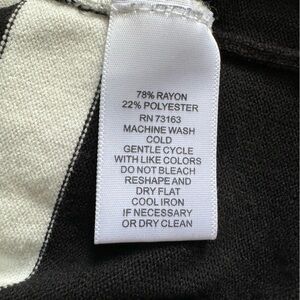 78% RAYON
22% POLYESTER
RN 73163
MACHINE WASH
COLD
GENTLE CYCLE
WITH LIKE COLORS
DO NOT BLEACH
RESHAPE AND
DRY FLAT
COOL IRON
IF NECESSARY
OR DRY CLEAN